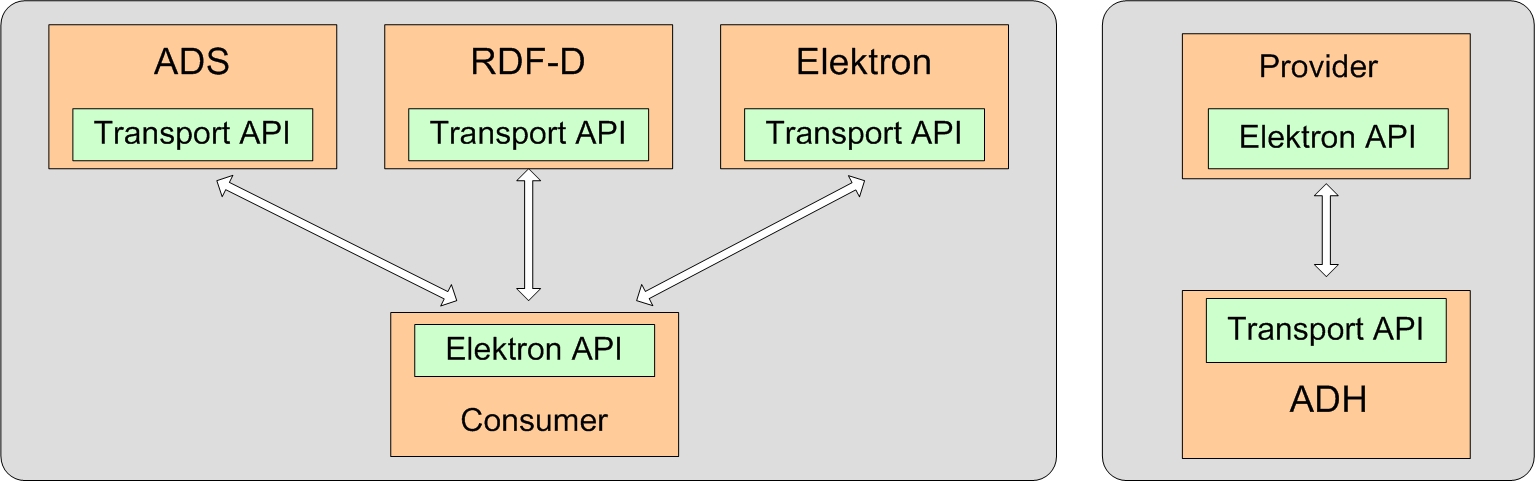 ADS
Transport API
RDF-D
Transport API
Elektron
Transport API
Elektron API
Consumer
Provider
Elektron API
Transport API
ADH